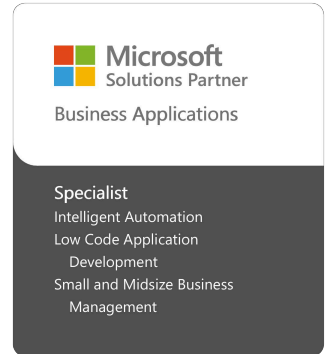 Microsoft
Solutions Partner
Business Applications
Specialist
Intelligent Automation
Low Code Application
Development
Small and Midsize Business
Management